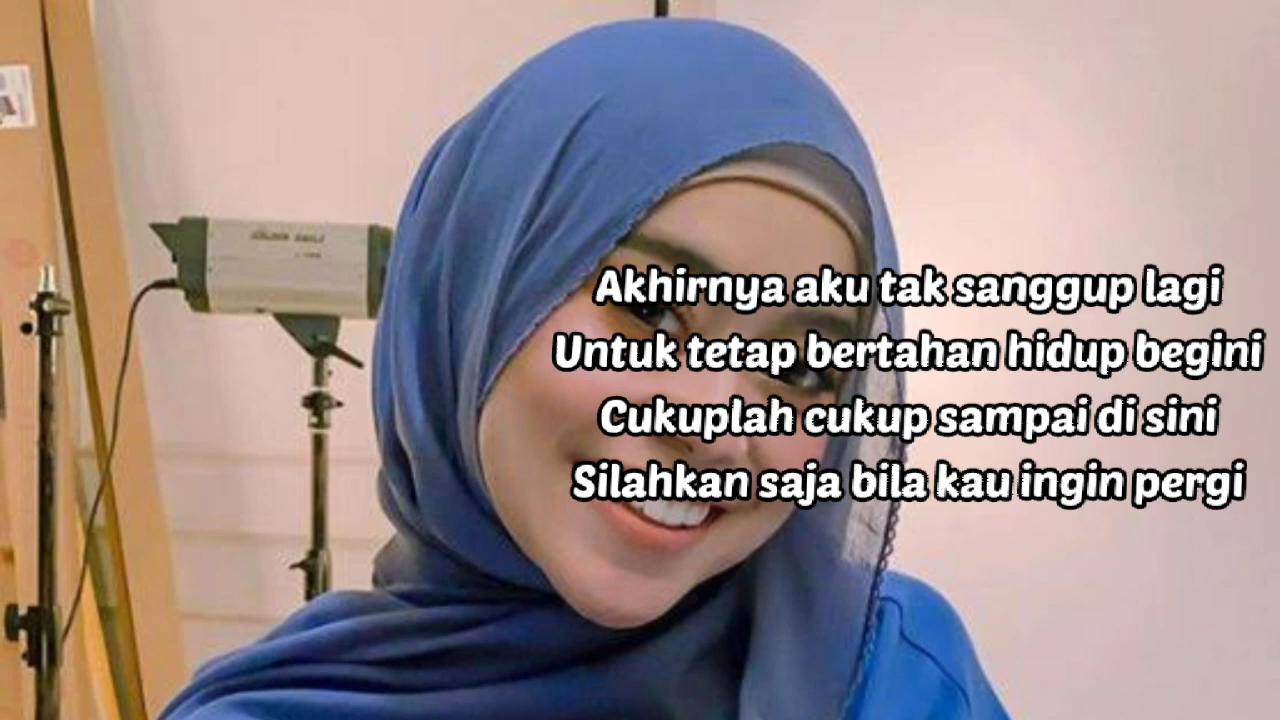 Akhirnya aku tak sanggup lagi
Untuk tetap bertahan hidup begini
Cukuplah cukup sampai di sini
Silahkan saja bila kau ingin pergi